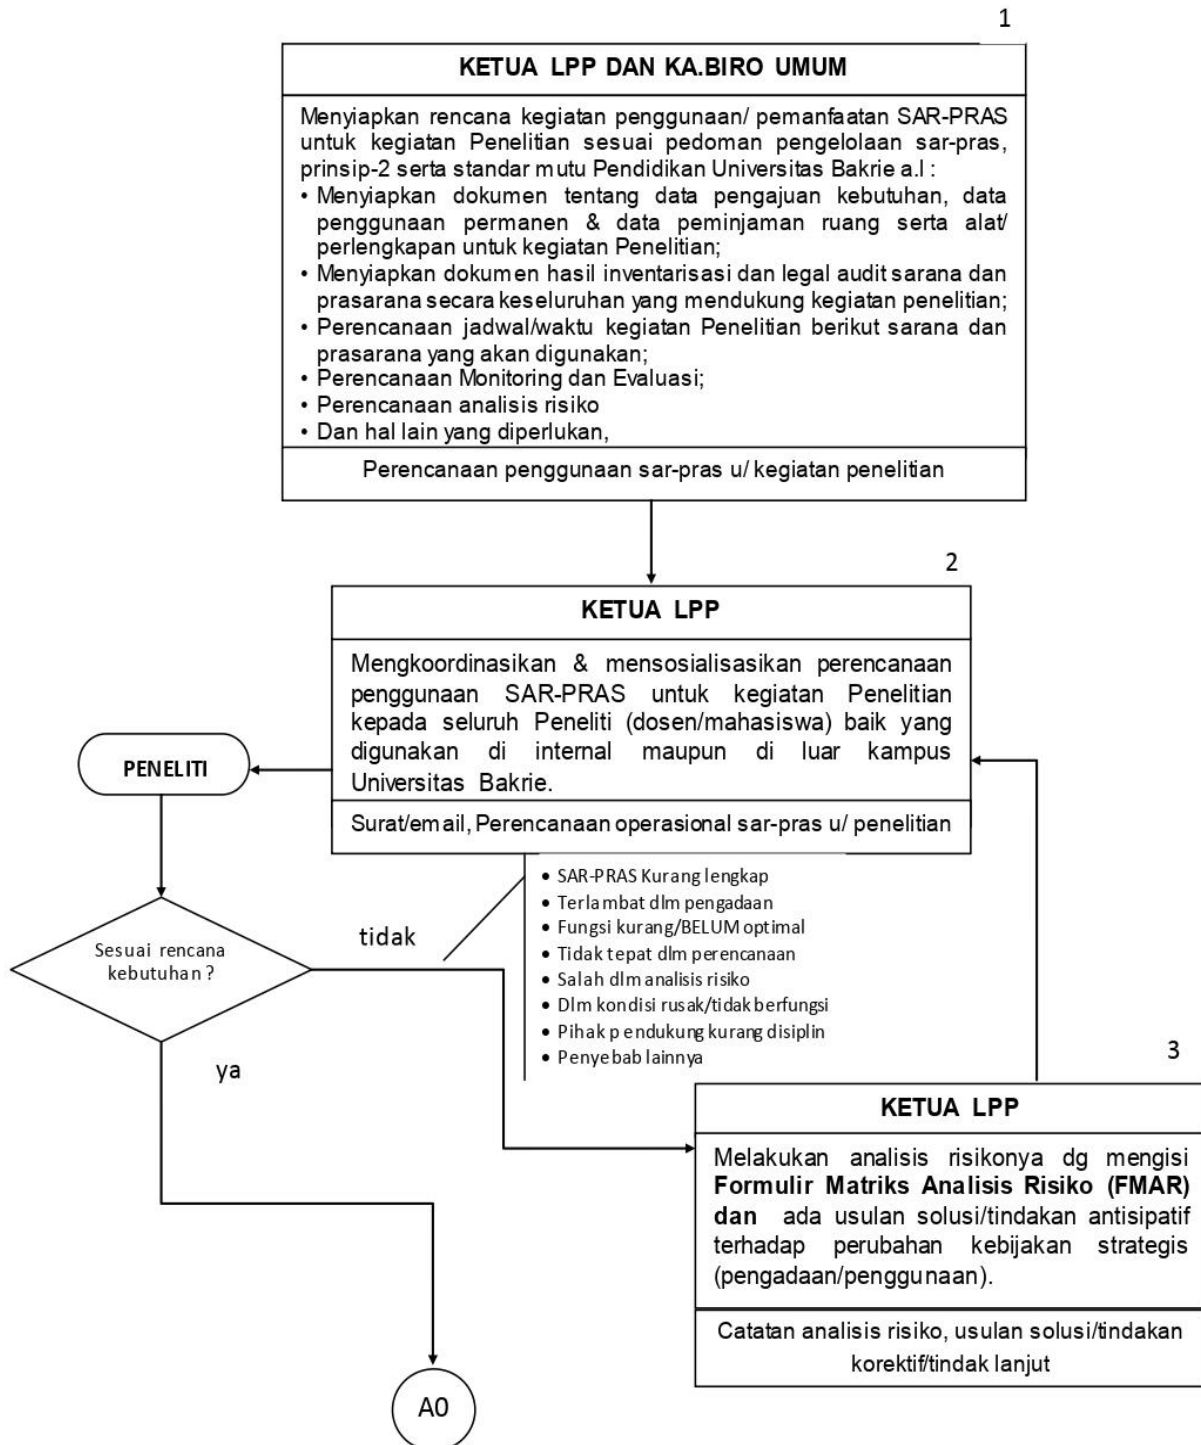 1
KETUA LPP DAN KA.BIRO UMUM
Menyiapkan rencana kegiatan penggunaan/ pemanfaatan SAR-PRAS
untuk kegiatan Penelitian sesuai pedoman pengelolaan sar-pras,
prinsip-2 serta standar mutu Pendidikan Universitas Bakrie a.l :
• Menyiapkan dokumen tentang data pengajuan kebutuhan, data
penggunaan permanen & data peminjaman ruang serta alat/
perlengkapan untuk kegiatan Penelitian;
• Menyiapkan dokumen hasil inventarisasi dan legal audit sarana dan
prasarana secara keseluruhan yang mendukung kegiatan penelitian;
• Perencanaan jadwal/waktu kegiatan Penelitian berikut sarana dan
prasarana yang akan digunakan;
• Perencanaan Monitoring dan Evaluasi;
• Perencanaan analisis risiko
• Dan hal lain yang diperlukan,
Perencanaan penggunaan sar-pras u/ kegiatan penelitian
2
KETUA LPP
Mengkoordinasikan & mensosialisasikan perencanaan
penggunaan SAR-PRAS untuk kegiatan Penelitian
kepada seluruh Peneliti (dosen/mahasiswa) baik yang
digunakan di internal maupun di luar kampus
Universitas Bakrie.
Surat/email, Perencanaan operasional sar-pras u/ penelitian
PENELITI
Sesuai rencana
kebutuhan ?
tidak
ya
• SAR-PRAS Kurang lengkap
• Terlambat dlm pengadaan
• Fungsi kurang/BELUM optimal
• Tidak tepat dlm perencanaan
• Salah dlm analisis risiko
• Dlm kondisi rusak/tidak berfungsi
• Pihak pendukung kurang disiplin
• Penyebab lainnya
3
KETUA LPP
Melakukan analisis risikonya dg mengisi
Formulir Matriks Analisis Risiko (FMAR)
dan ada usulan solusi/tindakan antisipatif
terhadap perubahan kebijakan strategis
(pengadaan/penggunaan).
Catatan analisis risiko, usulan solusi/tindakan
korektif/tindak lanjut
A0